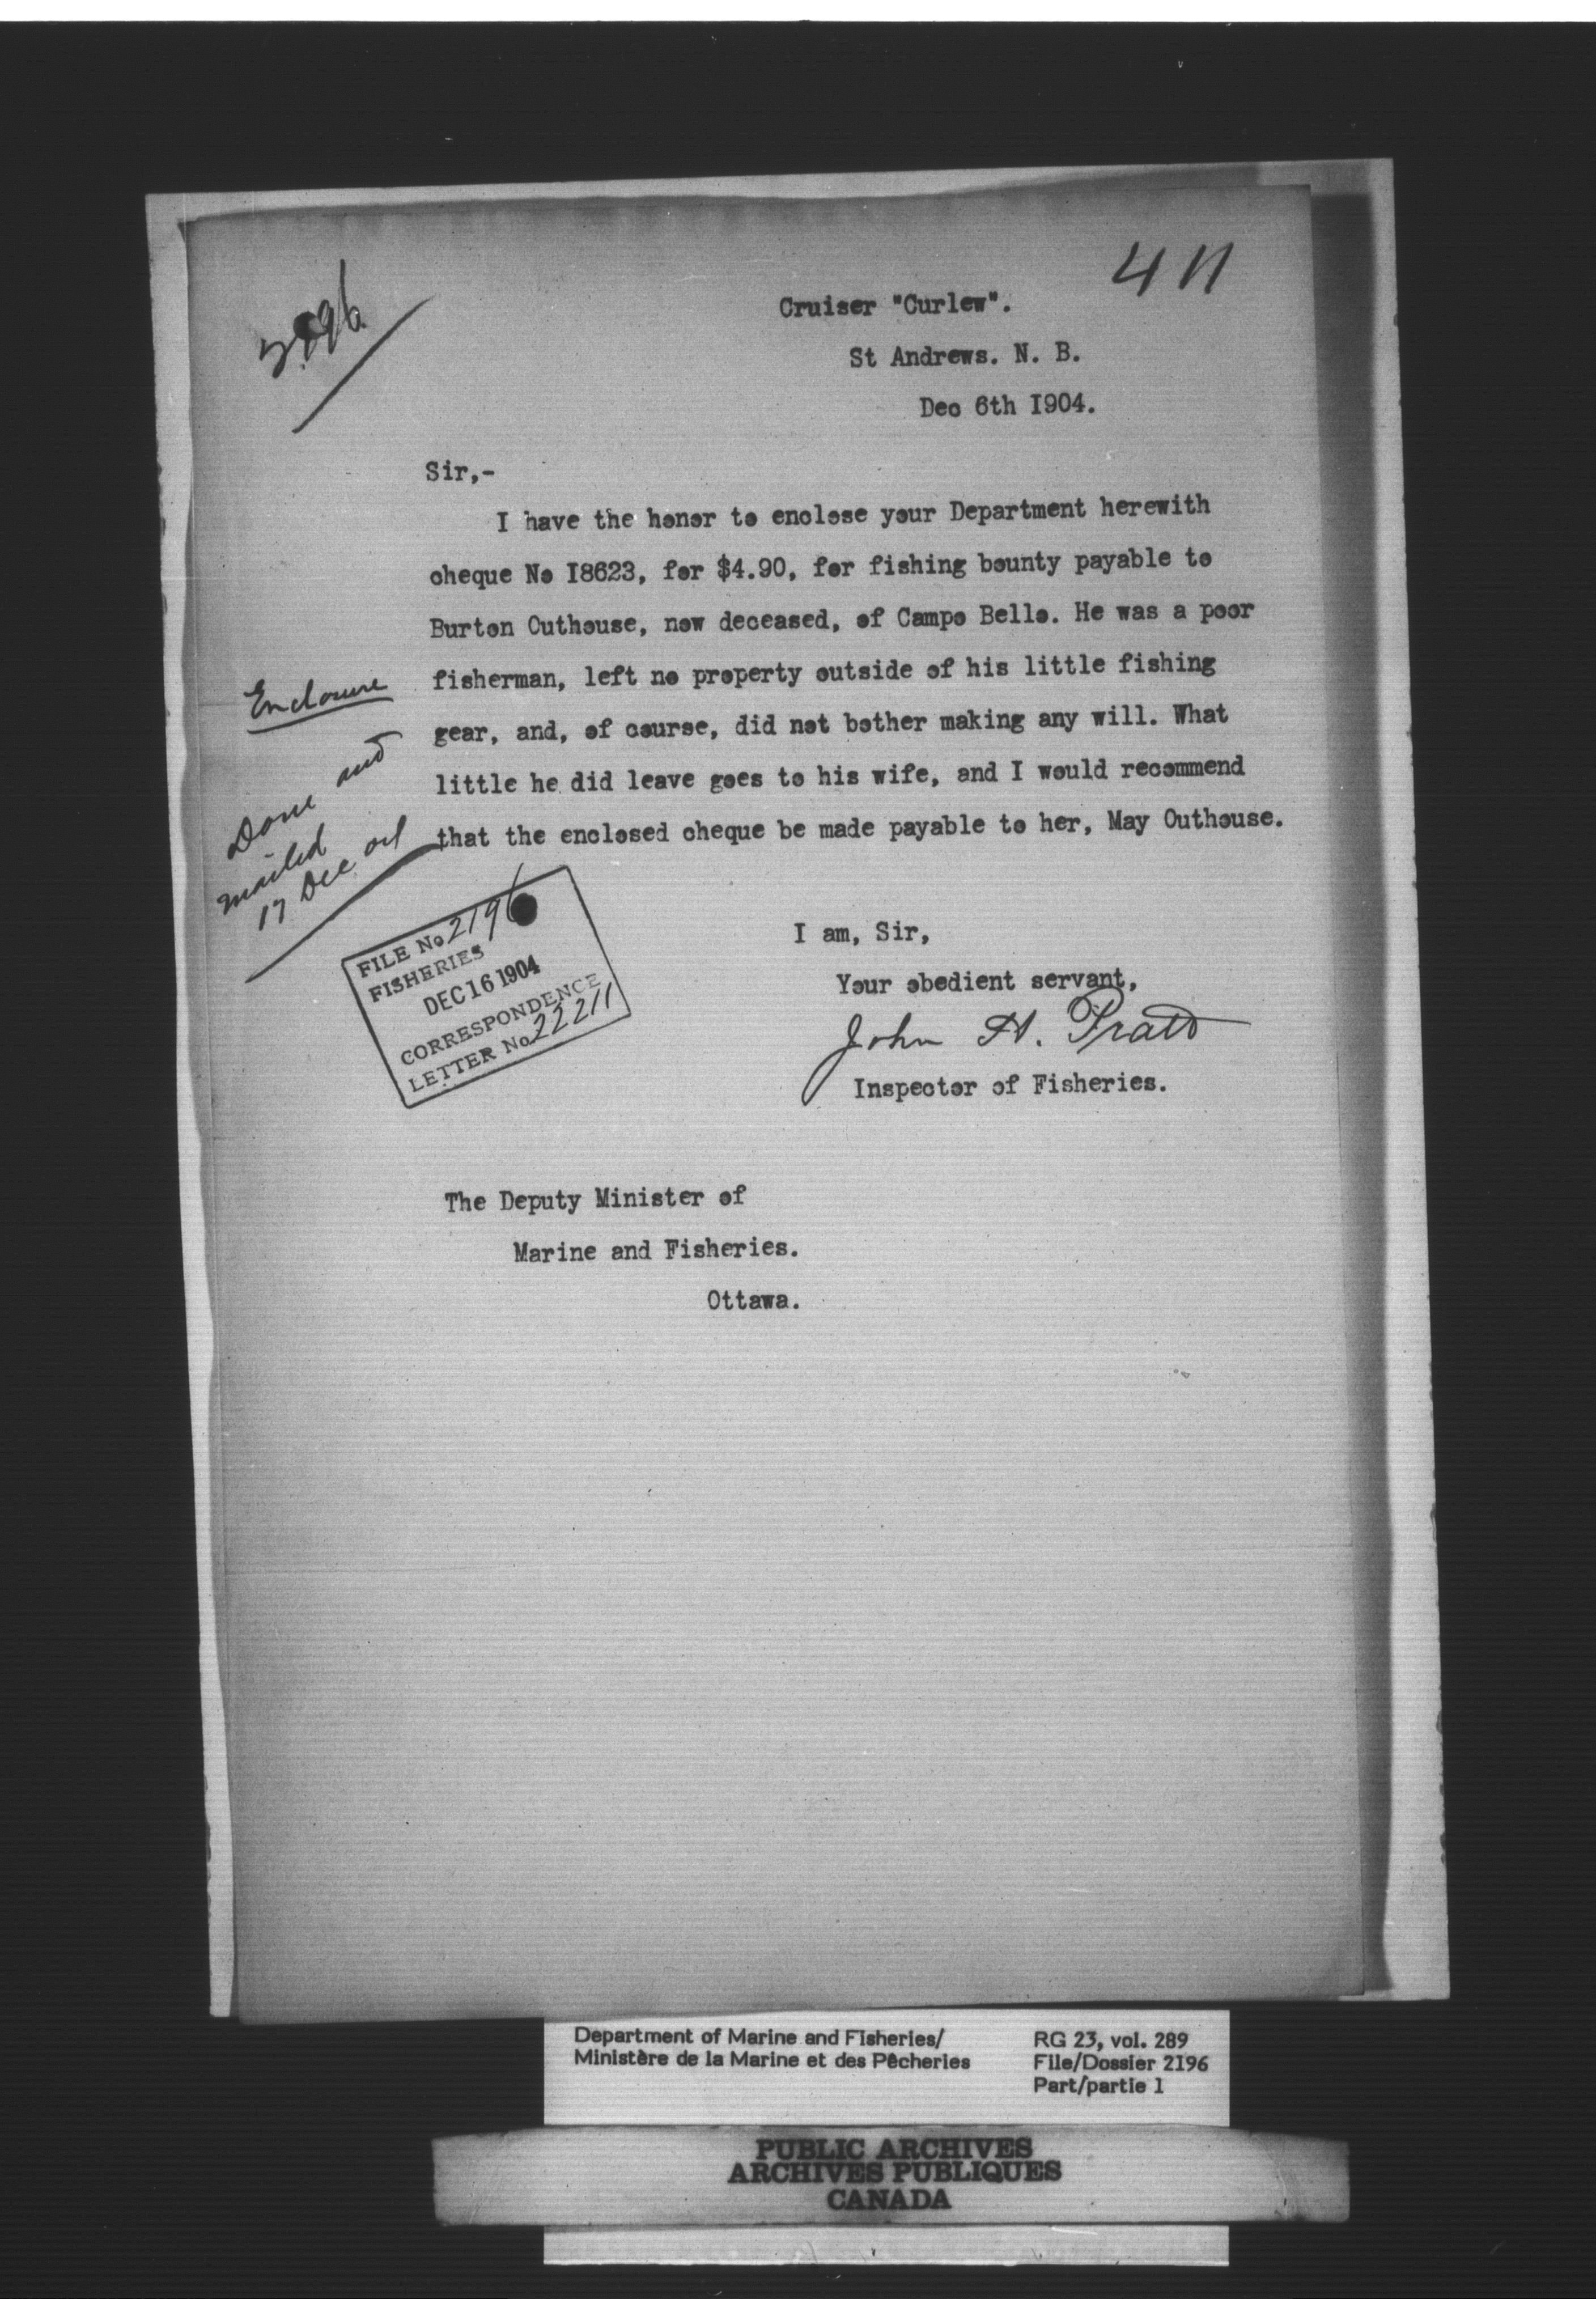 411
2196
Cruiser "Curlew".
St Andrews. N. B.
Dec 6th I904.
Sir,-
I have the honor to enclose your Department herewith
cheque No I8623, for $4.90, for fishing bounty payable to
Burton Outhouse, now deceased, of Campo Bello. He was a poor
fisherman, left no property outside of his little fishing
gear, and, of course, did not bother making any will. What
little he did leave goes to his wife, and I would recommend
that the enclosed cheque be made payable to her, May Outhouse.
Enclosure
Done and
mailed
17 Dec 04
FILE No 2196
FISHERIES
DEC 16 1904
CORRESPONDENCE
LETTER No 22211
I am, Sir,
Your obedient servant,
John H. Pratt
Inspector of Fisheries.
The Deputy Minister of
Marine and Fisheries.
Ottawa.
Department of Marine and Fisheries/
Ministère de la Marine et des Pêcheries
RG 23, vol. 289
File/Dossier 2196
Part/partie 1
PUBLIC ARCHIVES
ARCHIVES PUBLIQUES
CANADA